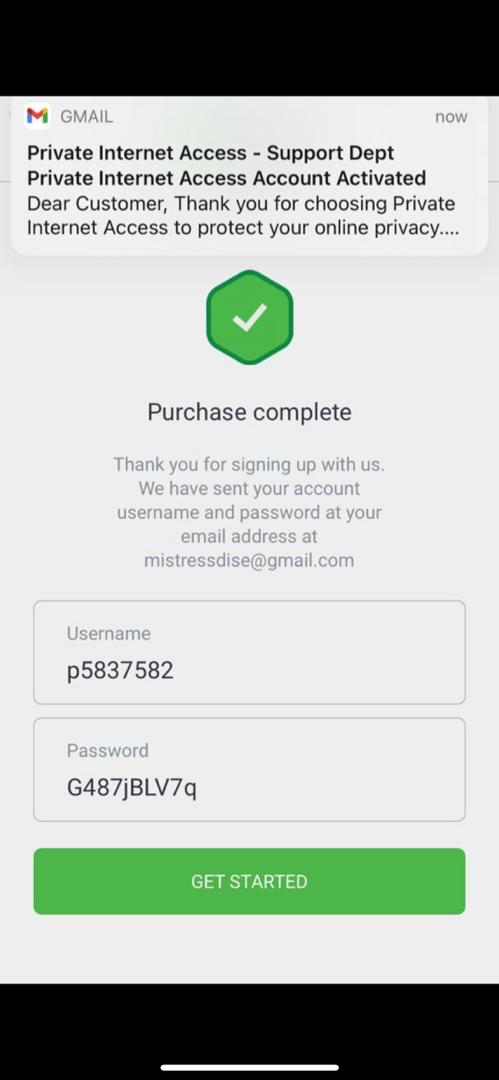 GMAIL
now
Private Internet Access - Support Dept
Private Internet Access Account Activated
Dear Customer, Thank you for choosing Private
Internet Access to protect your online privacy....
Purchase complete
Thank you for signing up with us.
We have sent your account
username and password at your
email address at
mistressdise@gmail.com
Username
p5837582
Password
G487jBLV7q
GET STARTED